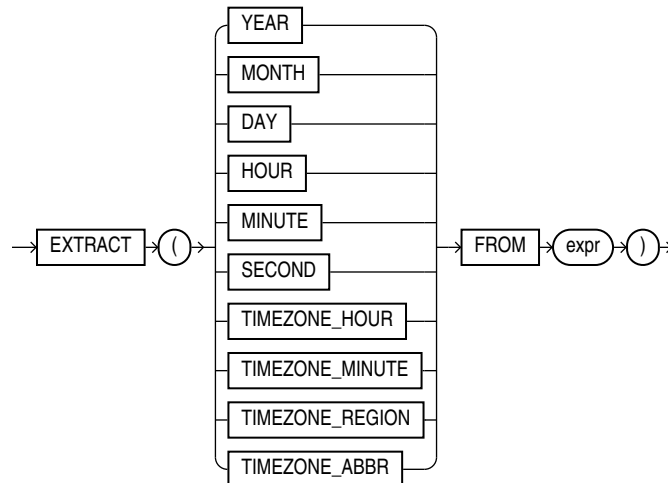 YEAR
MONTH
DAY
HOUR
MINUTE
EXTRACT ( FROM expr )
SECOND
TIMEZONE_HOUR
TIMEZONE_MINUTE
TIMEZONE_REGION
TIMEZONE_ABBR